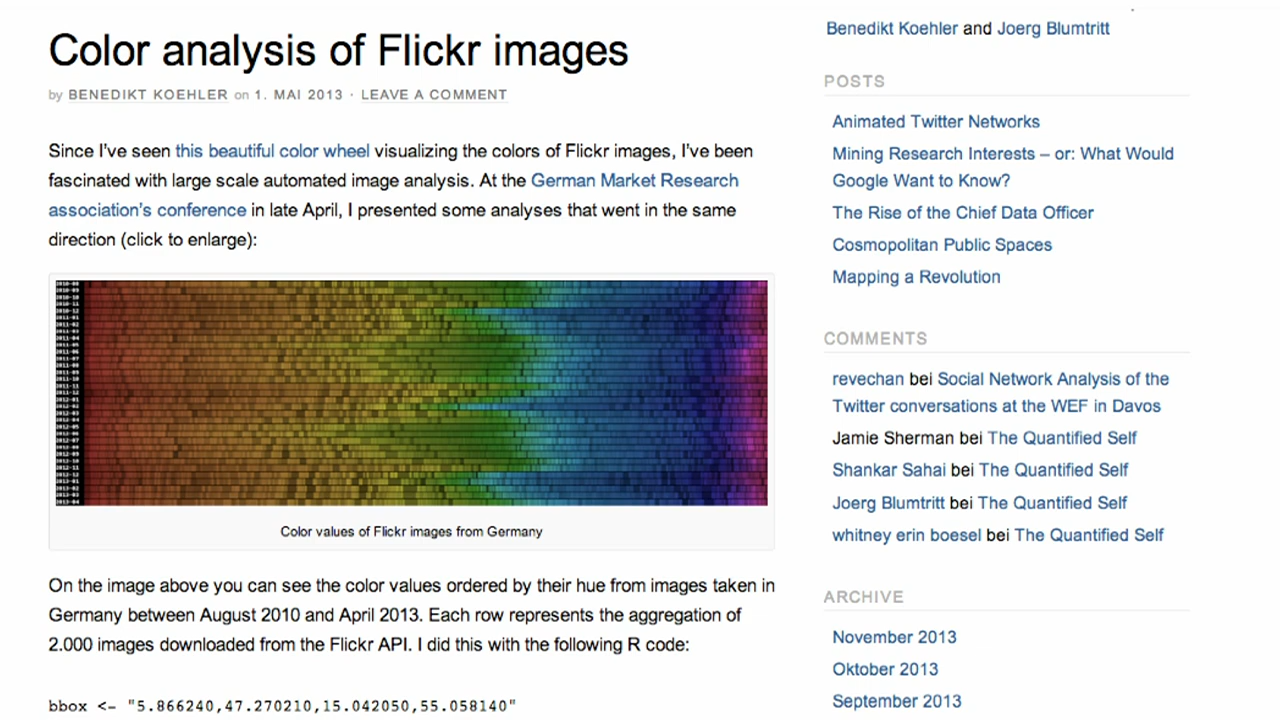 Color analysis of Flickr images
by BENEDIKT KOEHLER on 1. MAI 2013 · LEAVE A COMMENT
Since I've seen this beautiful color wheel visualizing the colors of Flickr images, I've been
fascinated with large scale automated image analysis. At the German Market Research
association's conference in late April, I presented some analyses that went in the same
direction (click to enlarge):
Color values of Flickr images from Germany
On the image above you can see the color values ordered by their hue from images taken in
Germany between August 2010 and April 2013. Each row represents the aggregation of
2.000 images downloaded from the Flickr API. I did this with the following R code:
bbox <- "5.866240,47.270210,15.042050,55.058140"
Benedikt Koehler and Joerg Blumtritt
POSTS
Animated Twitter Networks
Mining Research Interests – or: What Would
Google Want to Know?
The Rise of the Chief Data Officer
Cosmopolitan Public Spaces
Mapping a Revolution
COMMENTS
revechan bei Social Network Analysis of the
Twitter conversations at the WEF in Davos
Jamie Sherman bei The Quantified Self
Shankar Sahai bei The Quantified Self
Joerg Blumtritt bei The Quantified Self
whitney erin boesel bei The Quantified Self
ARCHIVE
November 2013
Oktober 2013
September 2013